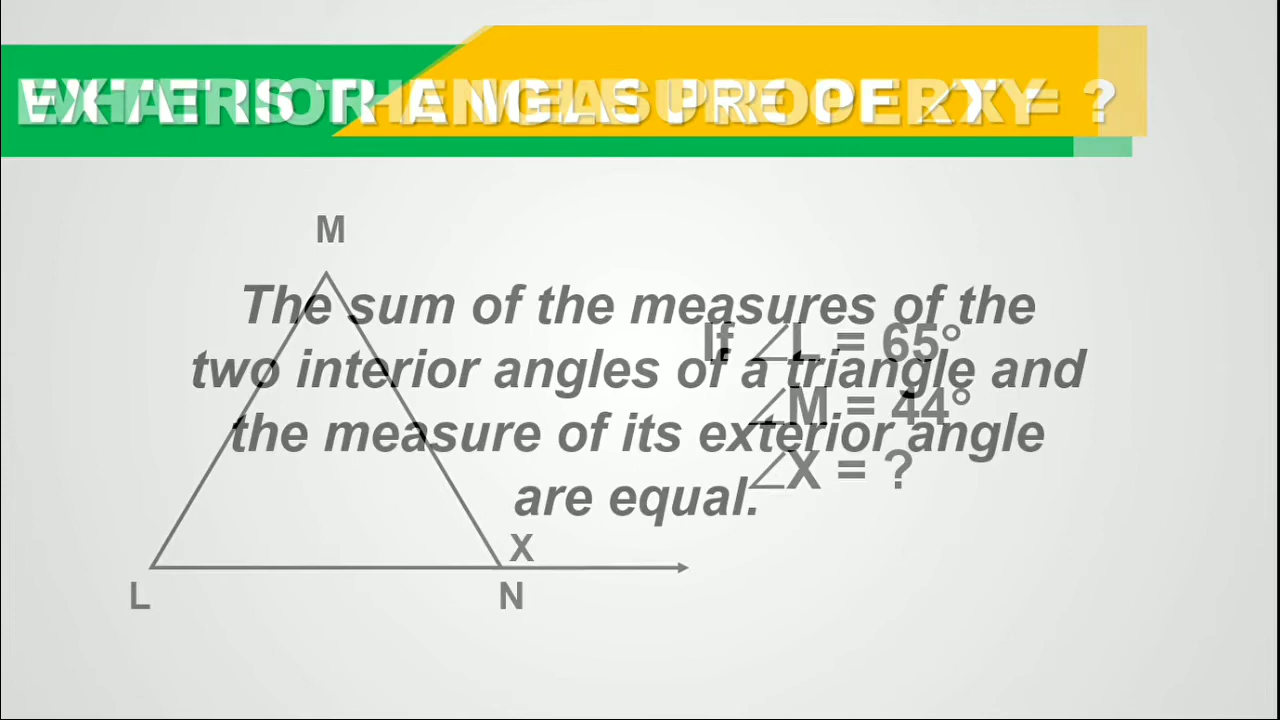 EXTERIOR ANGLE PROPERTY
WHAT IS THE MEASURE OF ∠X = ?
M
The sum of the measures of the
two interior angles of a triangle and
the measure of its exterior angle
are equal.
If ∠L = 65°
∠M = 44°
∠X = ?
X
L
N